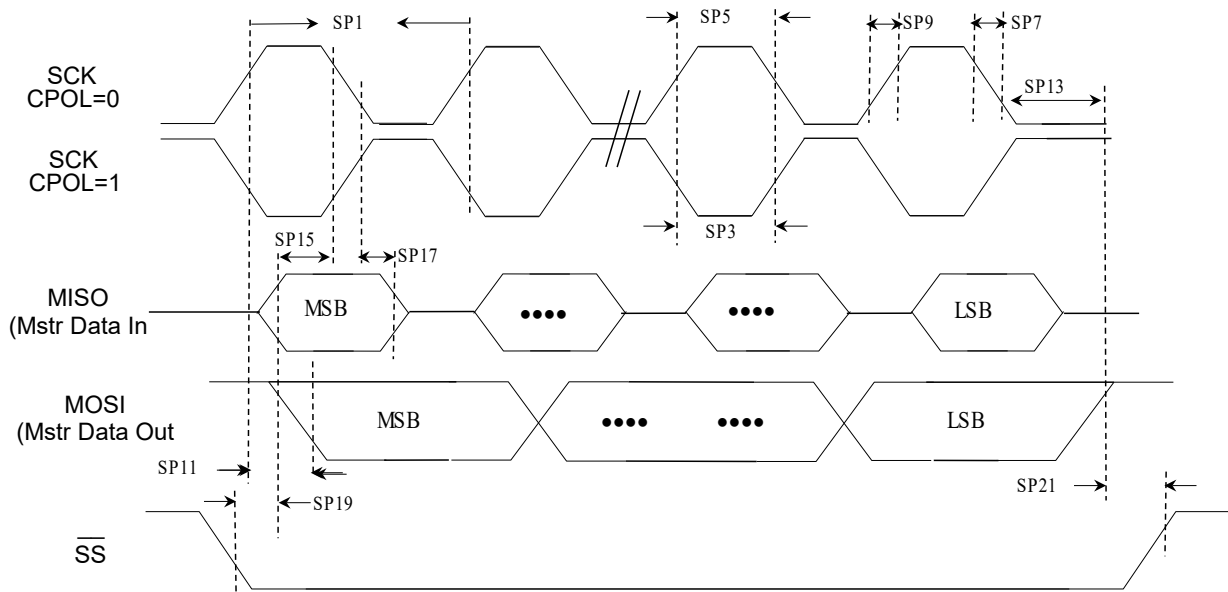 SP1
SP5
SP9
SP7
SCK
CPOL=0
SP13
SCK
CPOL=1
SP15
SP3
SP17
MISO
(Mstr Data In
MSB
••••
••••
LSB
MOSI
(Mstr Data Out
MSB
••••
••••
LSB
SP11
SP19
SP21
SS